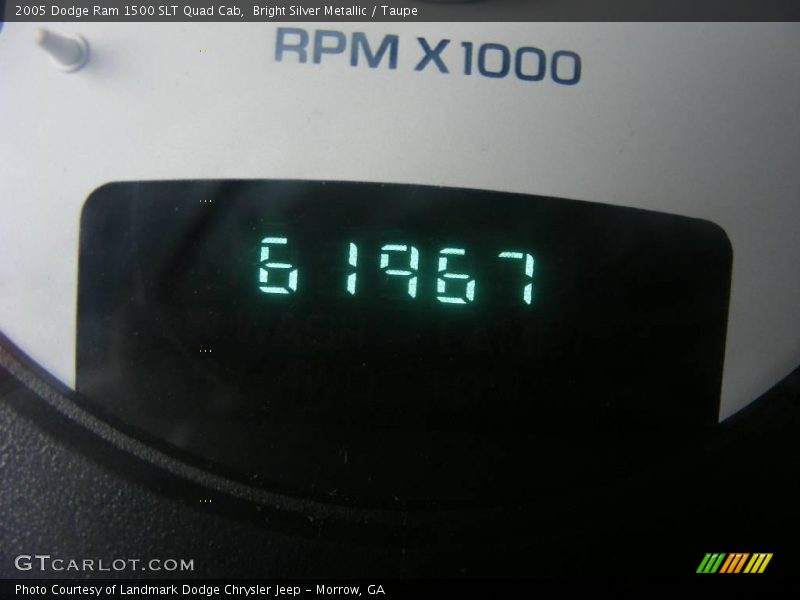 2005 Dodge Ram 1500 SLT Quad Cab,  Bright Silver Metallic / Taupe
RPM X1000
61967
GTCARLOT.COM
Photo Courtesy of Landmark Dodge Chrysler Jeep - Morrow, GA